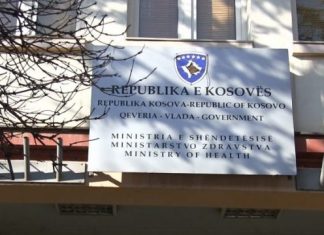 REPUBLIKA E KOSOVËS
REPUBLIKA KOSOVA-REPUBLIC OF KOSOVO
QEVERIA - VLADA - GOVERNMENT
MINISTRIA E SHËNDETËSISË
MINISTARSTVO ZDRAVSTVA
MINISTRY OF HEALTH